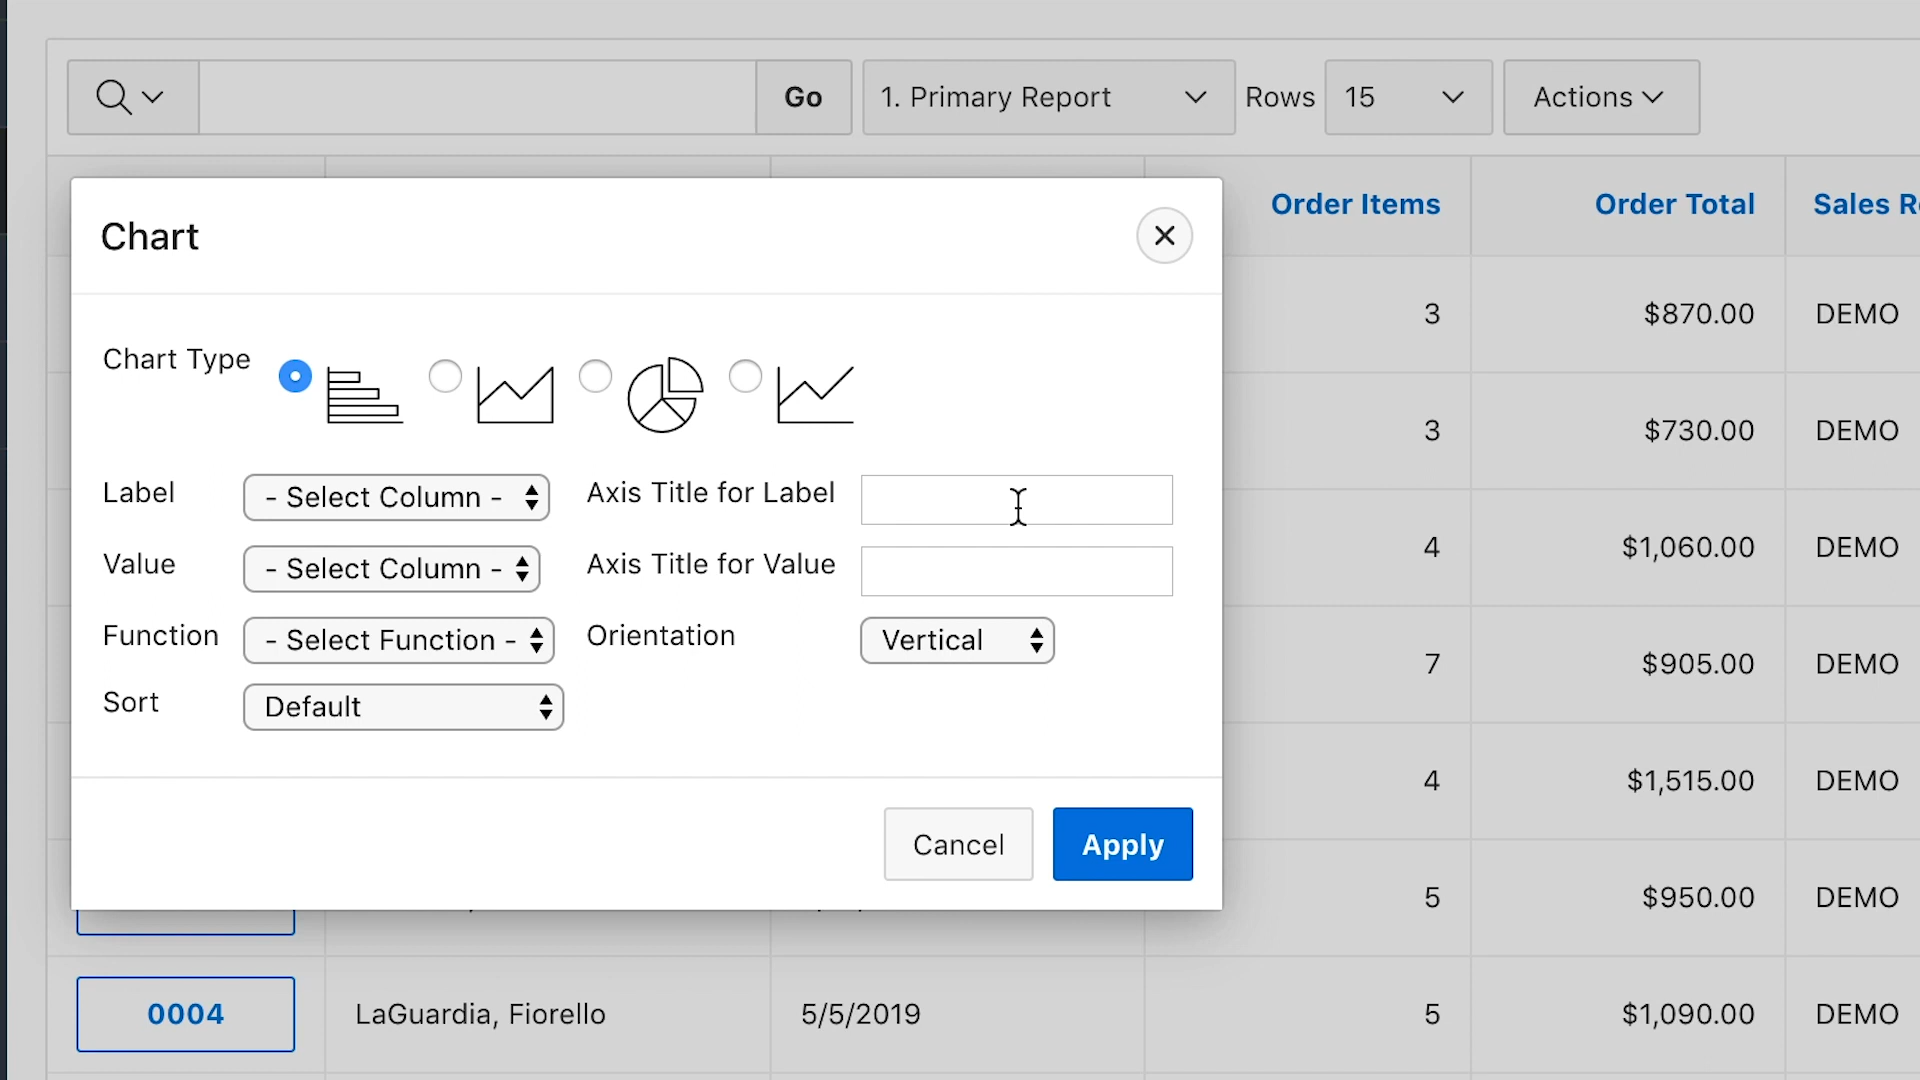 Go 1. Primary Report Rows 15 Actions
Order Items Order Total Sales R
Chart
3 $870.00 DEMO
Chart Type
3 $730.00 DEMO
Label - Select Column - Axis Title for Label
4 $1,060.00 DEMO
Value - Select Column - Axis Title for Value
Function - Select Function - Orientation Vertical
7 $905.00 DEMO
Sort Default
4 $1,515.00 DEMO
Cancel Apply
5 $950.00 DEMO
0004 LaGuardia, Fiorello 5/5/2019 5 $1,090.00 DEMO